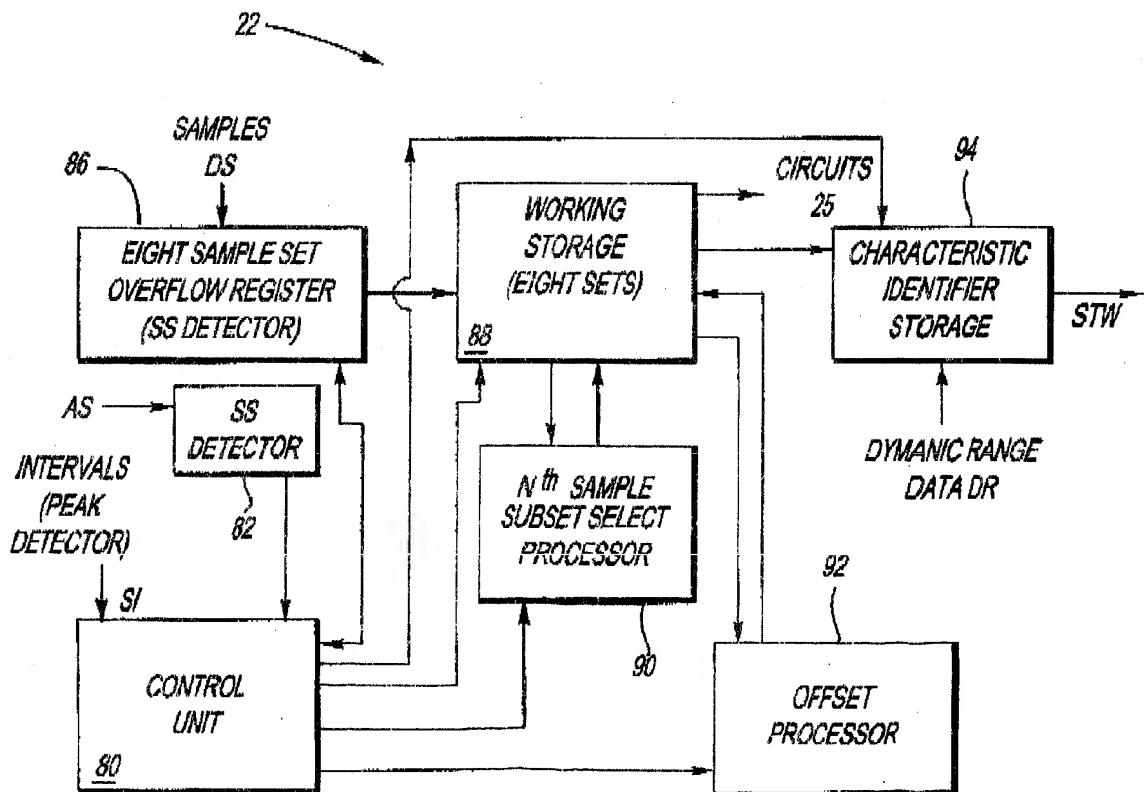 22
SAMPLES
DS
86
EIGHT SAMPLE SET
OVERFLOW REGISTER
(SS DETECTOR)
WORKING
STORAGE
(EIGHT SETS)
88
CIRCUITS
25
94
CHARACTERISTIC
IDENTIFIER
STORAGE
STW
AS
SS
DETECTOR
82
INTERVALS
(PEAK
DETECTOR)
SI
Nth SAMPLE
SUBSET SELECT
PROCESSOR
90
DYMANIC RANGE
DATA DR
92
CONTROL
UNIT
80
OFFSET
PROCESSOR